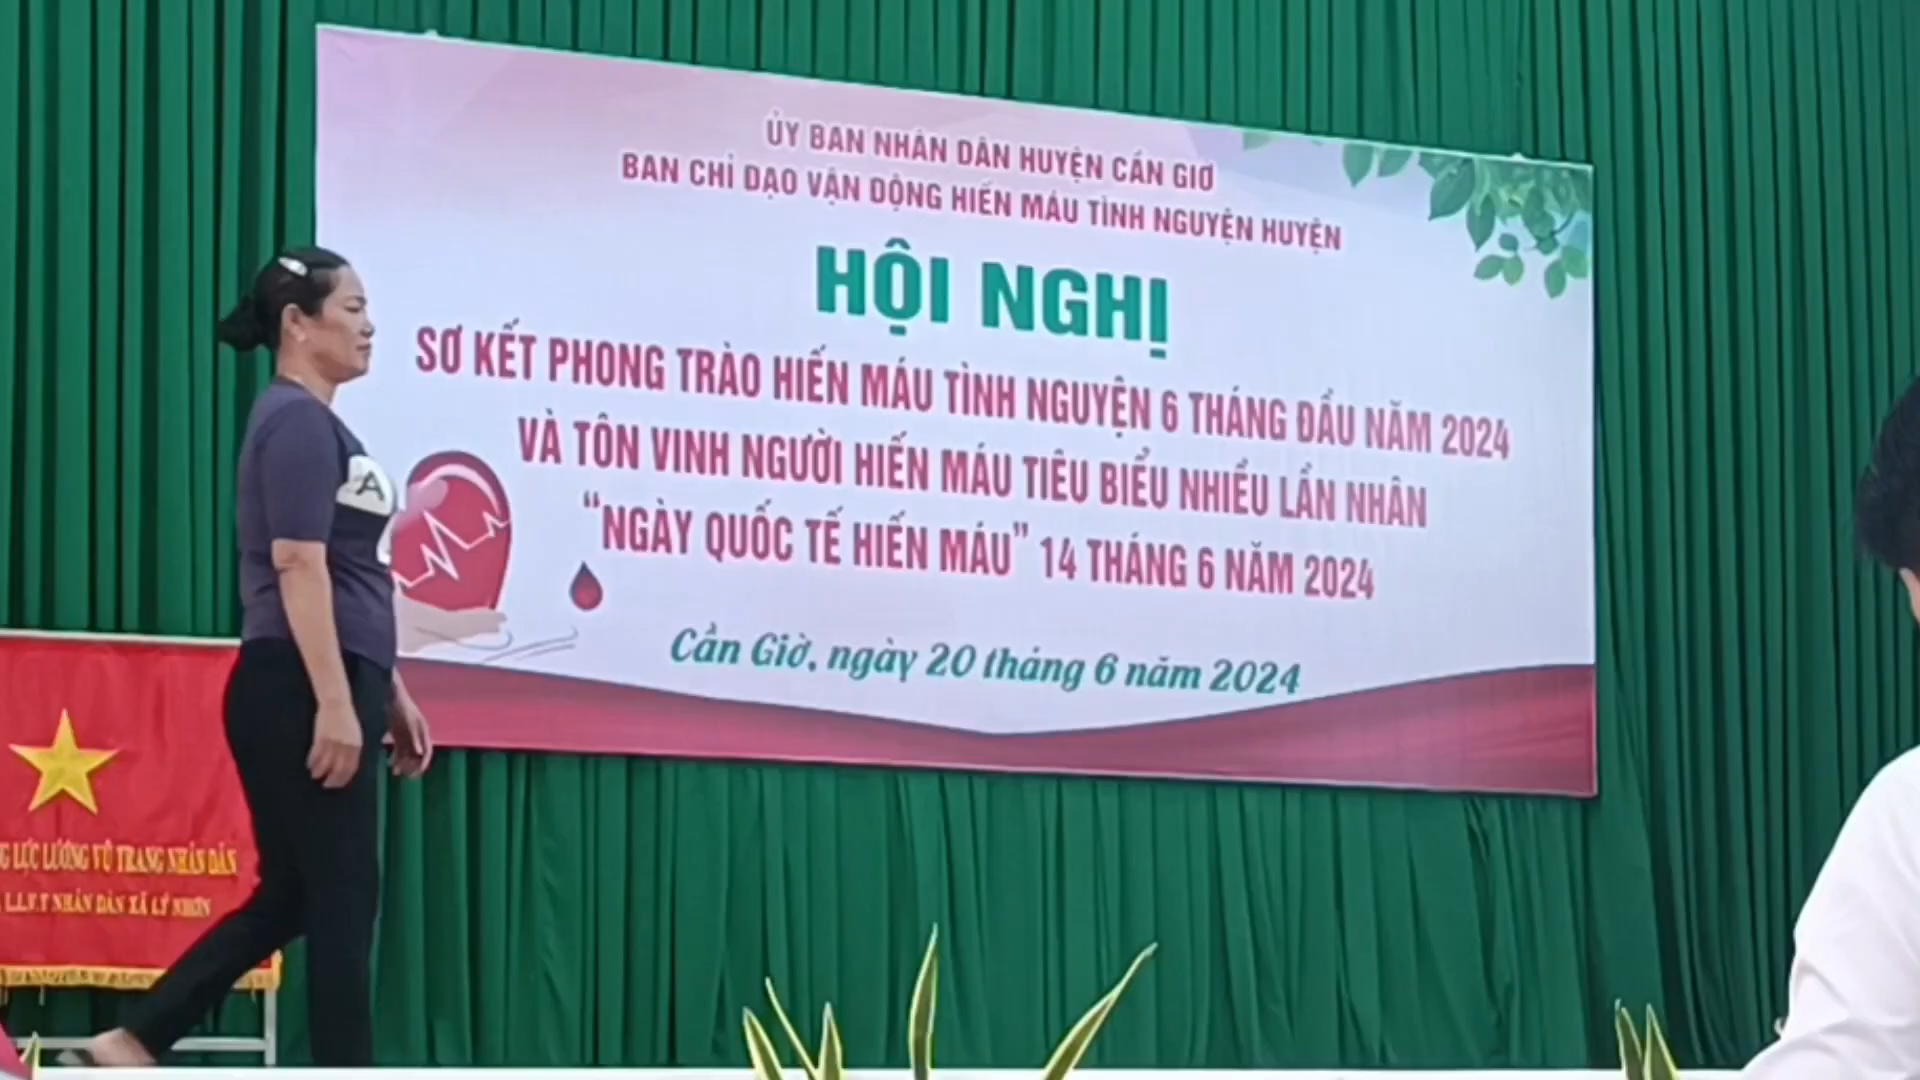 ỦY BAN NHÂN DÂN HUYỆN CẦN GIỜ
BAN CHỈ ĐẠO VẬN ĐỘNG HIẾN MÁU TÌNH NGUYỆN HUYỆN
HỘI NGHỊ
SƠ KẾT PHONG TRÀO HIẾN MÁU TÌNH NGUYỆN 6 THÁNG ĐẦU NĂM 2024
VÀ TÔN VINH NGƯỜI HIẾN MÁU TIÊU BIỂU NHIỀU LẦN NHÂN
“NGÀY QUỐC TẾ HIẾN MÁU” 14 THÁNG 6 NĂM 2024
Cần Giờ, ngày 20 tháng 6 năm 2024
A
LỰC LƯỢNG VŨ TRANG NHÂN DÂN
NHÂN DÂN XÃ LÝ NHƠN